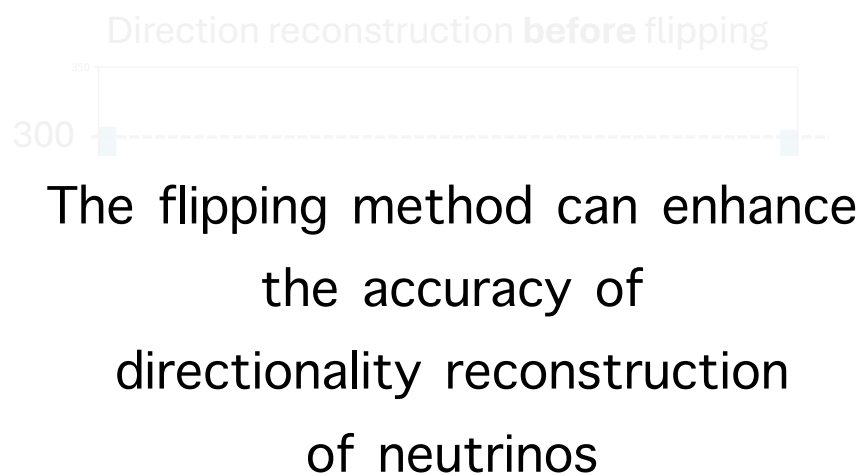 Direction reconstruction before flipping
350
300
The flipping method can enhance
the accuracy of
directionality reconstruction
of neutrinos